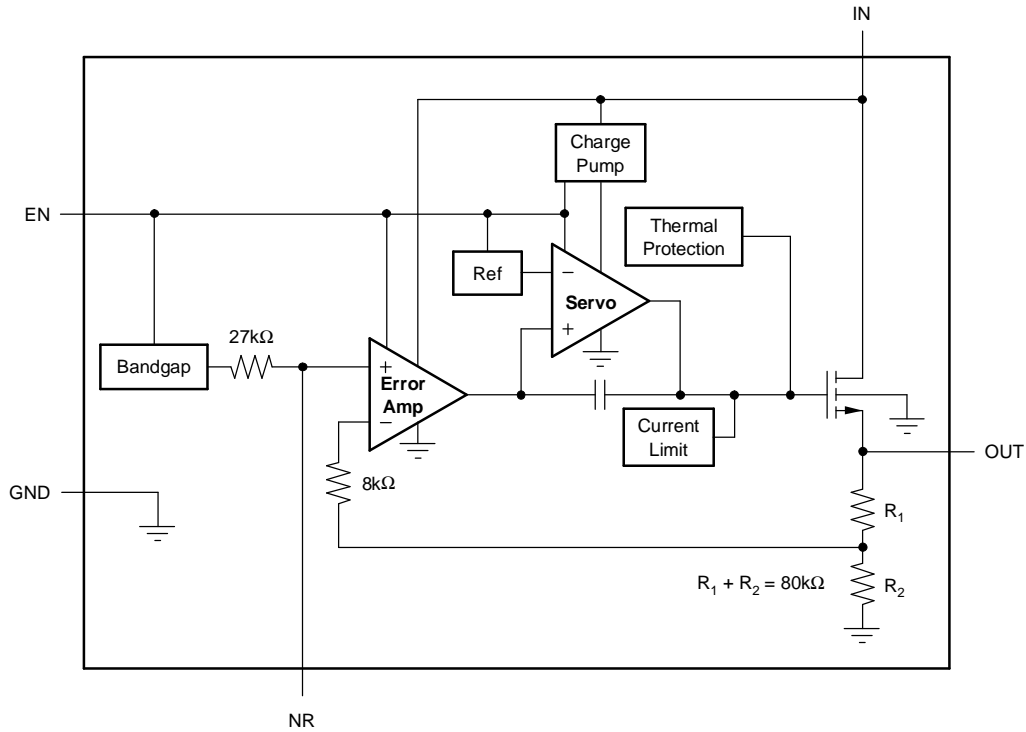 IN
Charge
Pump
EN
Thermal
Protection
Ref
−
Servo
+
27kΩ
Bandgap
+
Error
Amp
−
Current
Limit
OUT
8kΩ
GND
R1
R1 + R2 = 80kΩ
R2
NR